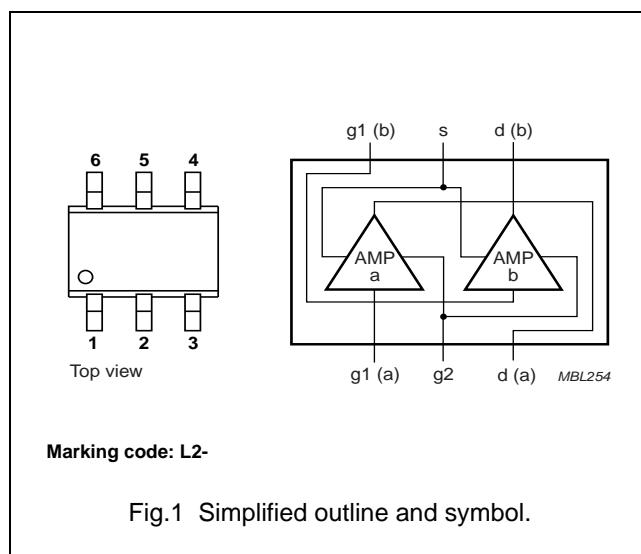 6 5 4
1 2 3
Top view
g1 (b) s d (b)
AMP a AMP b
g1 (a) g2 d (a) MBL254
Marking code: L2-
Fig.1 Simplified outline and symbol.